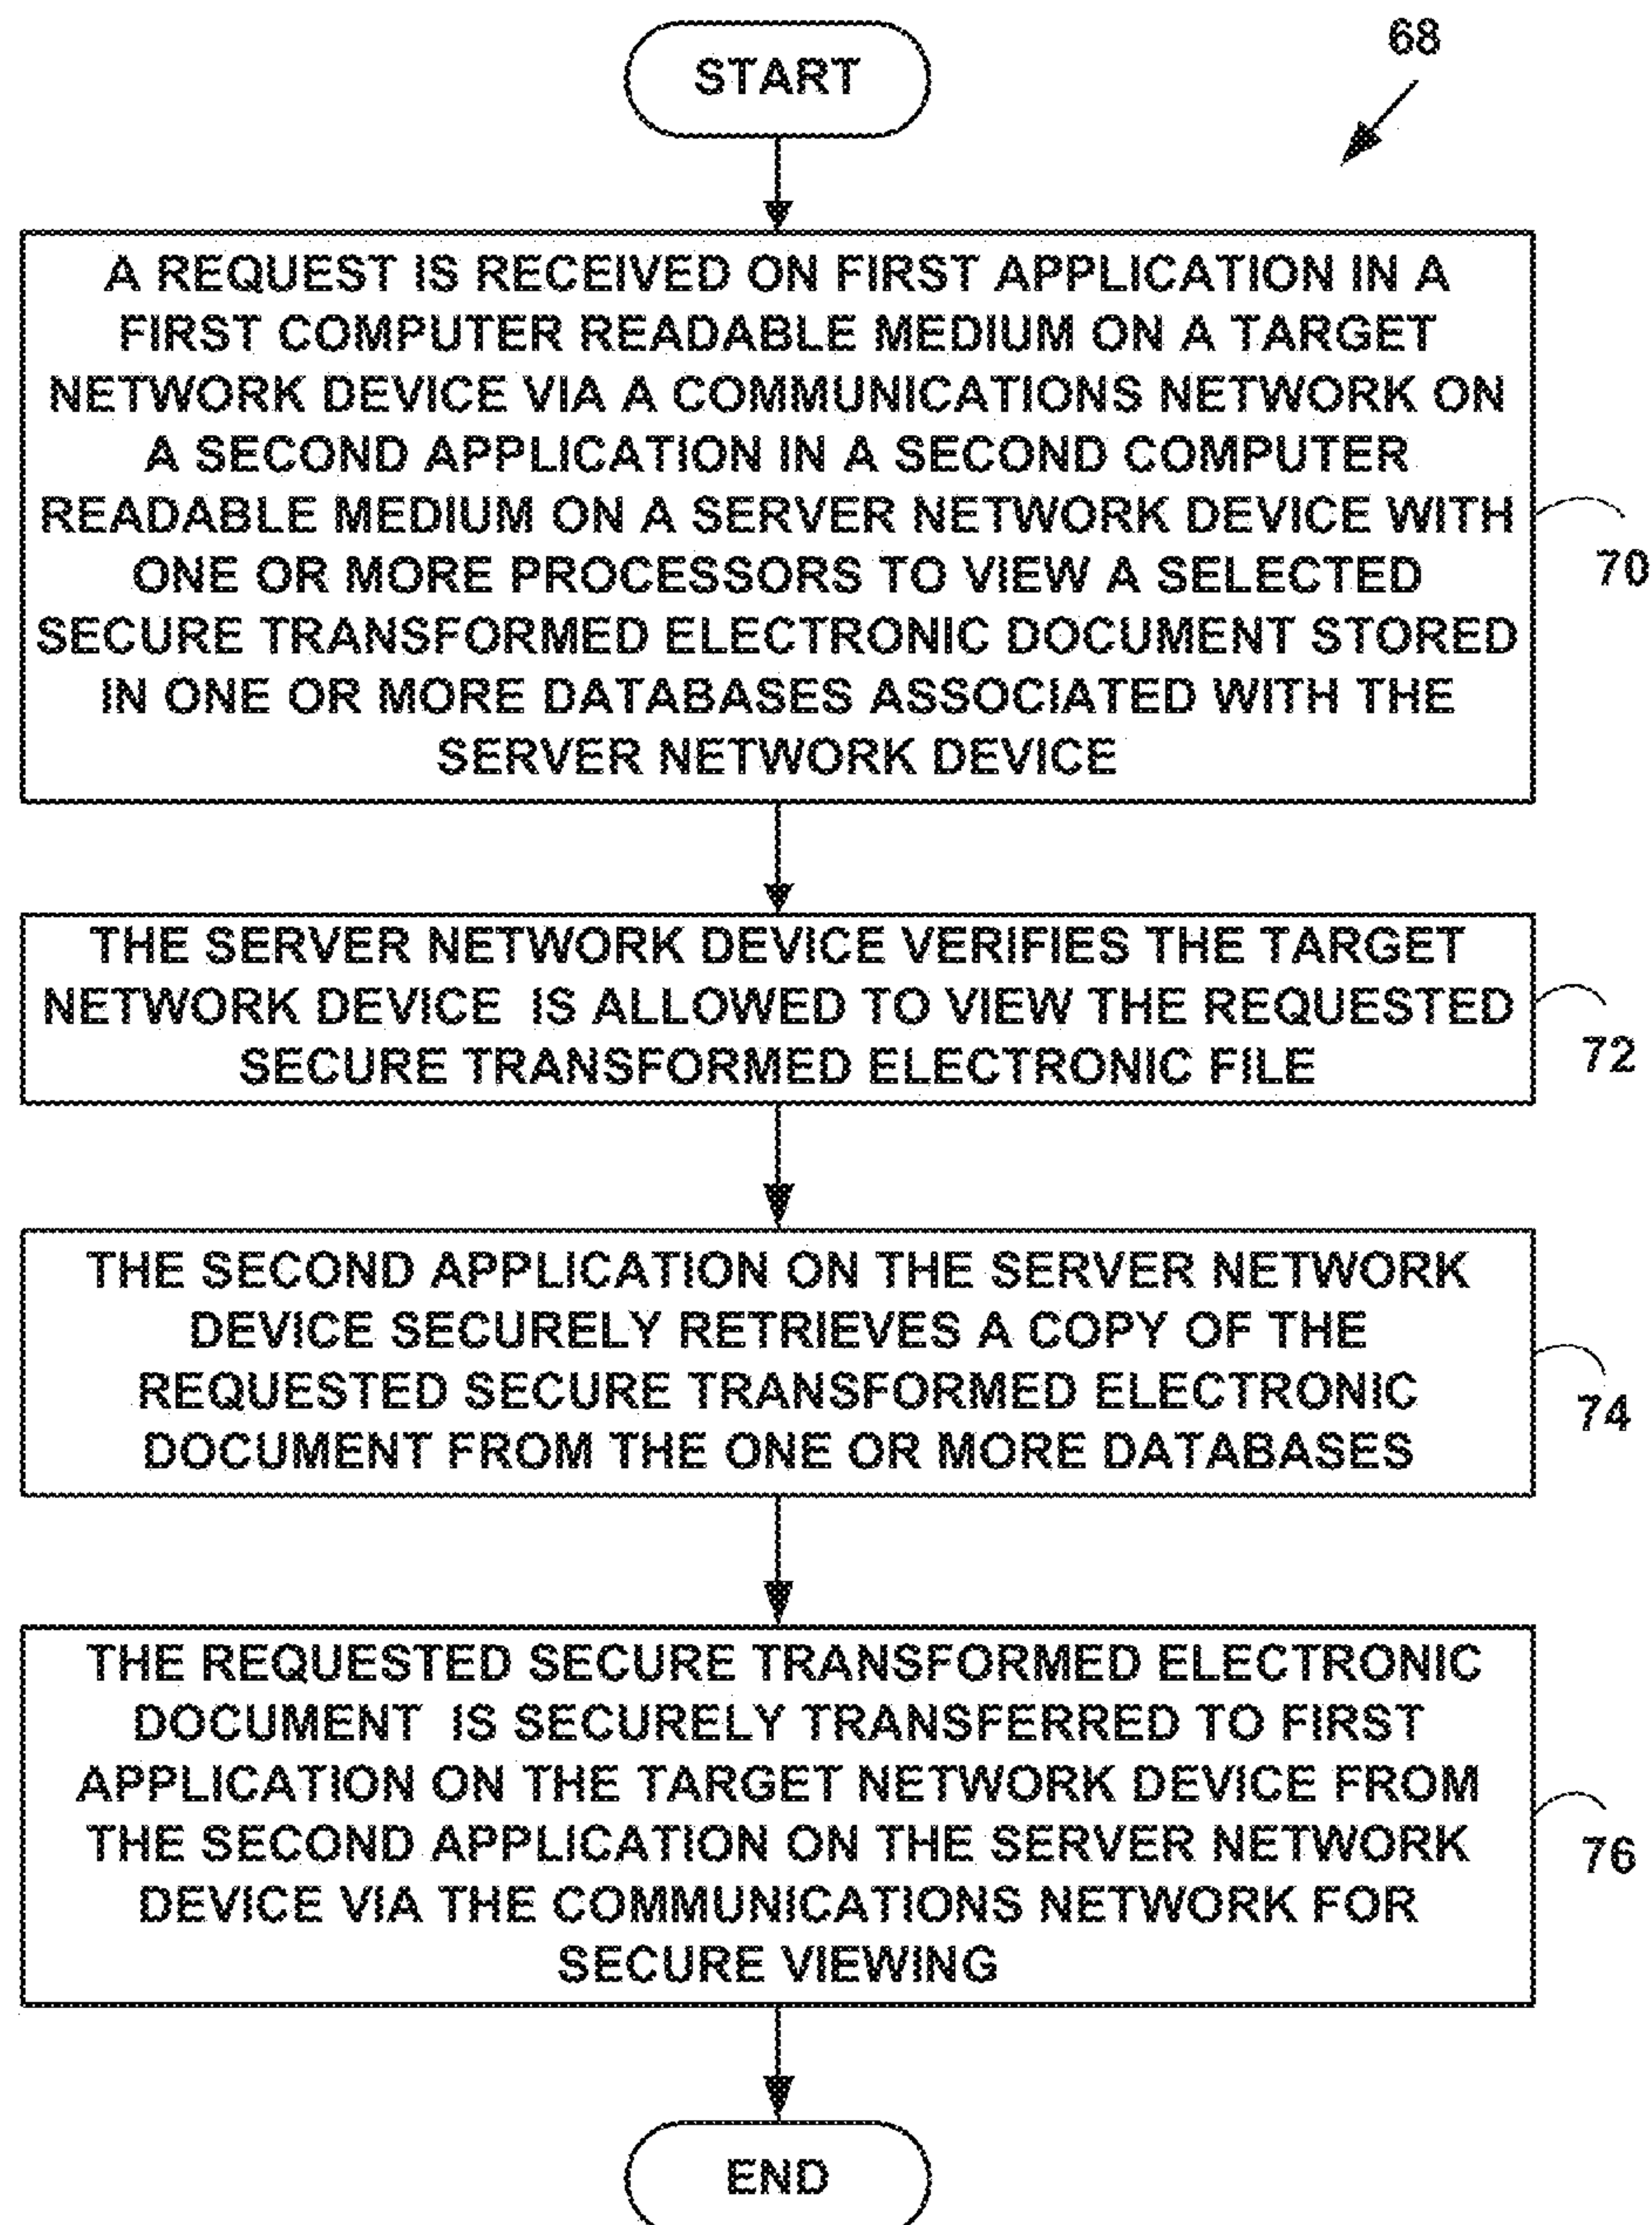 START
68
A REQUEST IS RECEIVED ON FIRST APPLICATION IN A
FIRST COMPUTER READABLE MEDIUM ON A TARGET
NETWORK DEVICE VIA A COMMUNICATIONS NETWORK ON
A SECOND APPLICATION IN A SECOND COMPUTER
READABLE MEDIUM ON A SERVER NETWORK DEVICE WITH
ONE OR MORE PROCESSORS TO VIEW A SELECTED
SECURE TRANSFORMED ELECTRONIC DOCUMENT STORED
IN ONE OR MORE DATABASES ASSOCIATED WITH THE
SERVER NETWORK DEVICE
70
THE SERVER NETWORK DEVICE VERIFIES THE TARGET
NETWORK DEVICE IS ALLOWED TO VIEW THE REQUESTED
SECURE TRANSFORMED ELECTRONIC FILE
72
THE SECOND APPLICATION ON THE SERVER NETWORK
DEVICE SECURELY RETRIEVES A COPY OF THE
REQUESTED SECURE TRANSFORMED ELECTRONIC
DOCUMENT FROM THE ONE OR MORE DATABASES
74
THE REQUESTED SECURE TRANSFORMED ELECTRONIC
DOCUMENT IS SECURELY TRANSFERRED TO FIRST
APPLICATION ON THE TARGET NETWORK DEVICE FROM
THE SECOND APPLICATION ON THE SERVER NETWORK
DEVICE VIA THE COMMUNICATIONS NETWORK FOR
SECURE VIEWING
76
END